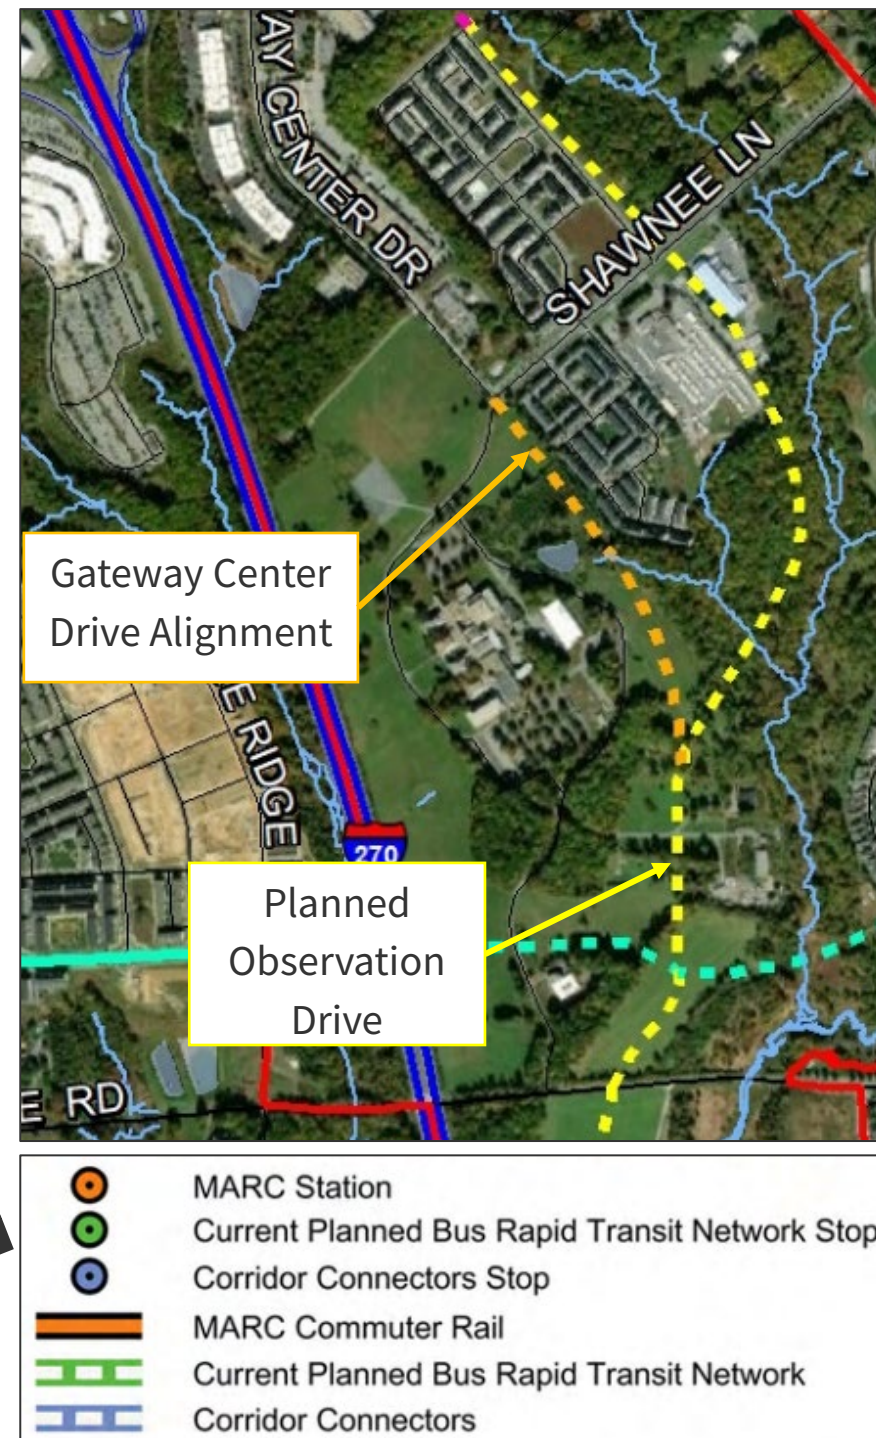 WAY CENTER DR
SHAWNEE LN
Gateway Center
Drive Alignment
E RIDGE
270
Planned
Observation
Drive
E RD
MARC Station
Current Planned Bus Rapid Transit Network Stop
Corridor Connectors Stop
MARC Commuter Rail
Current Planned Bus Rapid Transit Network
Corridor Connectors